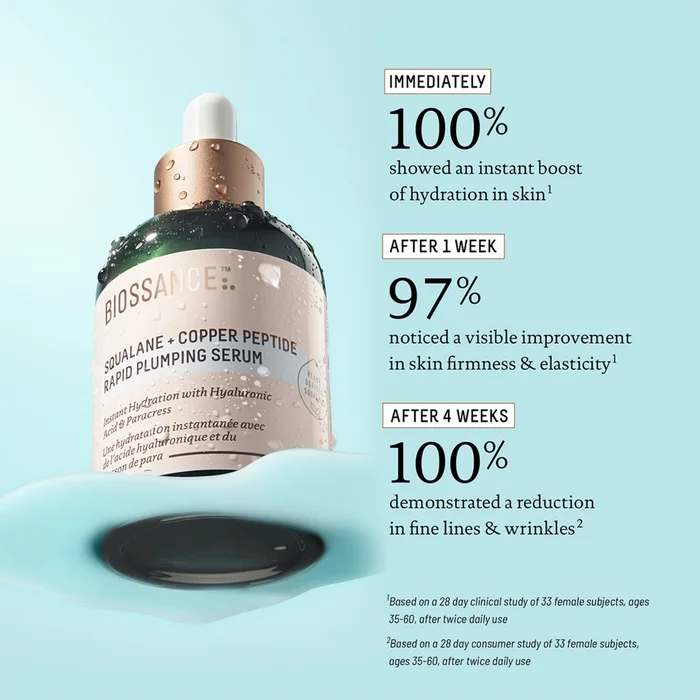 BIOSSANCE™
SQUALANE + COPPER PEPTIDE
RAPID PLUMPING SERUM
Instant Hydration with Hyaluronic
Acid & Paracress
Une hydratation instantanée avec
de l'acide hyaluronique et du
de para
IMMEDIATELY
100%
showed an instant boost
of hydration in skin¹
AFTER 1 WEEK
97%
noticed a visible improvement
in skin firmness & elasticity¹
AFTER 4 WEEKS
100%
demonstrated a reduction
in fine lines & wrinkles²
¹Based on a 28 day clinical study of 33 female subjects, ages
35-60, after twice daily use
²Based on a 28 day consumer study of 33 female subjects,
ages 35-60, after twice daily use